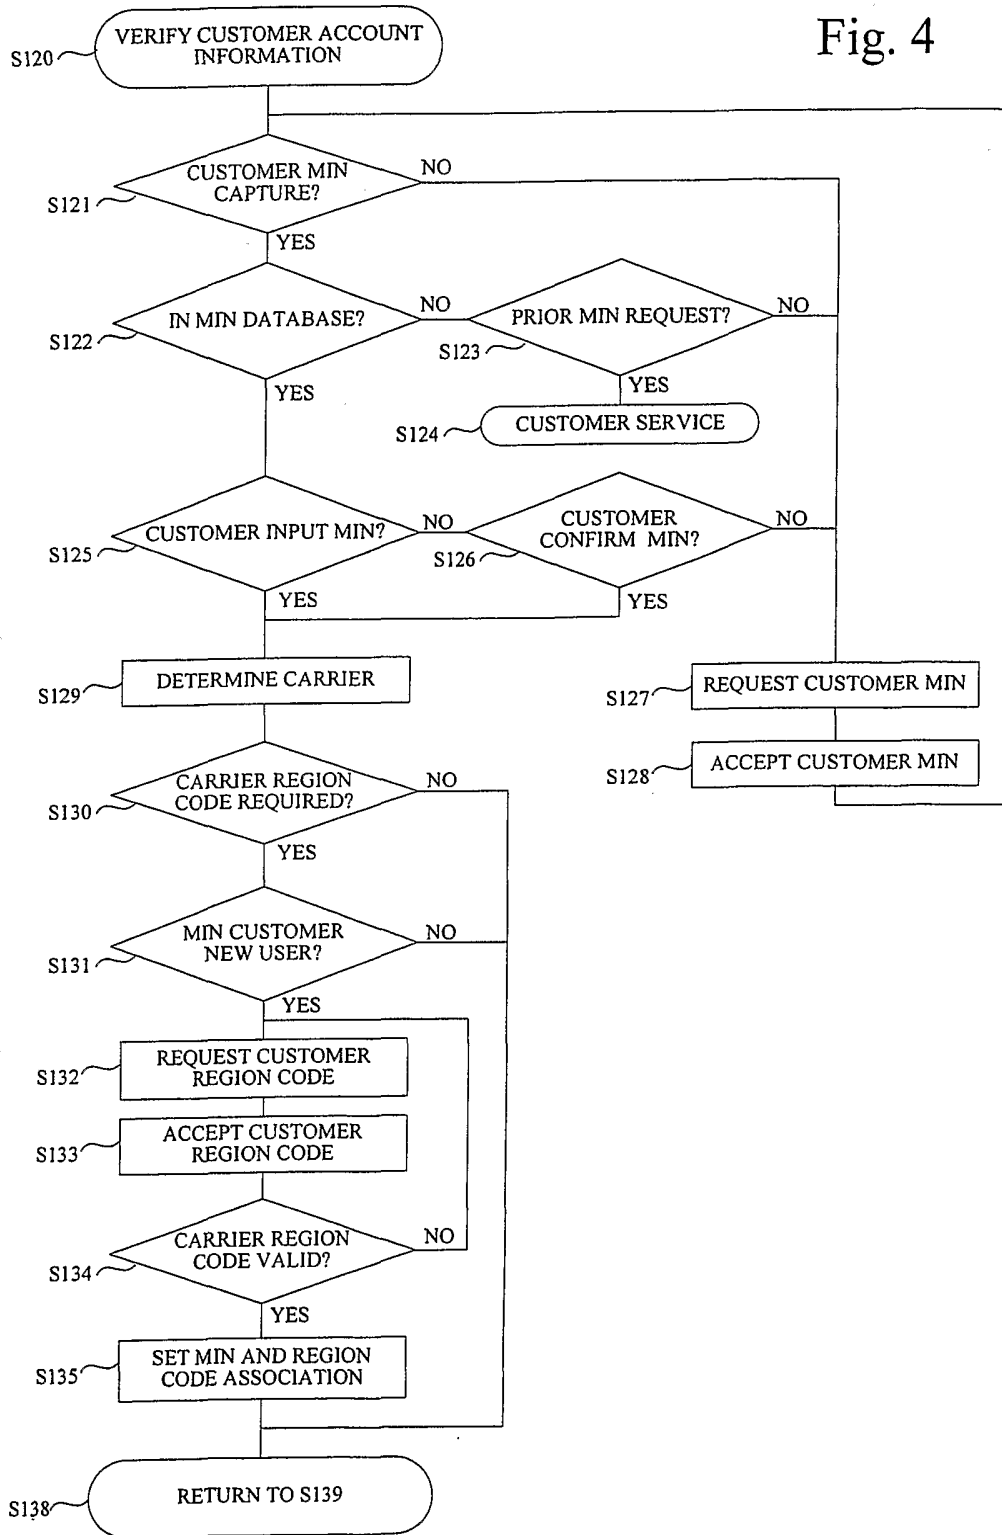 Fig. 4
VERIFY CUSTOMER ACCOUNT
INFORMATION
S120
CUSTOMER MIN
CAPTURE?
NO
S121
YES
IN MIN DATABASE?
NO
S122
YES
PRIOR MIN REQUEST?
NO
S123
YES
CUSTOMER SERVICE
S124
CUSTOMER INPUT MIN?
NO
S125
YES
CUSTOMER
CONFIRM MIN?
NO
S126
YES
REQUEST CUSTOMER MIN
S127
ACCEPT CUSTOMER MIN
S128
DETERMINE CARRIER
S129
CARRIER REGION
CODE REQUIRED?
NO
S130
YES
MIN CUSTOMER
NEW USER?
NO
S131
YES
REQUEST CUSTOMER
REGION CODE
S132
ACCEPT CUSTOMER
REGION CODE
S133
CARRIER REGION
CODE VALID?
NO
S134
YES
SET MIN AND REGION
CODE ASSOCIATION
S135
RETURN TO S139
S138